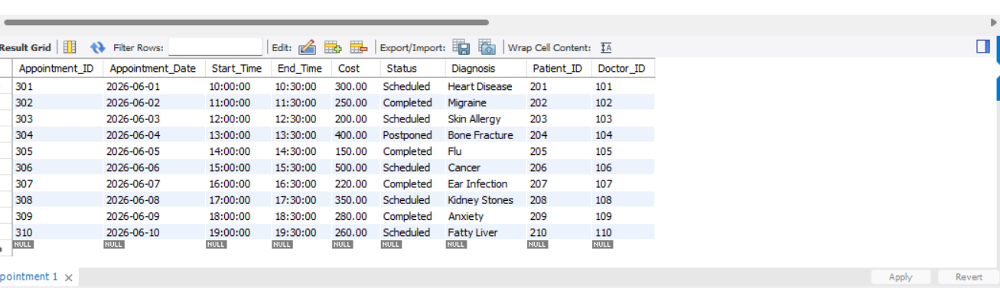 Result Grid Filter Rows: Edit: Export/Import: Wrap Cell Content: IA
Appointment_ID Appointment_Date Start_Time End_Time Cost Status Diagnosis Patient_ID Doctor_ID
301 2026-06-01 10:00:00 10:30:00 300.00 Scheduled Heart Disease 201 101
302 2026-06-02 11:00:00 11:30:00 250.00 Completed Migraine 202 102
303 2026-06-03 12:00:00 12:30:00 200.00 Scheduled Skin Allergy 203 103
304 2026-06-04 13:00:00 13:30:00 400.00 Postponed Bone Fracture 204 104
305 2026-06-05 14:00:00 14:30:00 150.00 Completed Flu 205 105
306 2026-06-06 15:00:00 15:30:00 500.00 Scheduled Cancer 206 106
307 2026-06-07 16:00:00 16:30:00 220.00 Completed Ear Infection 207 107
308 2026-06-08 17:00:00 17:30:00 350.00 Scheduled Kidney Stones 208 108
309 2026-06-09 18:00:00 18:30:00 280.00 Completed Anxiety 209 109
310 2026-06-10 19:00:00 19:30:00 260.00 Scheduled Fatty Liver 210 110
NULL NULL NULL NULL NULL NULL NULL NULL NULL
pointment 1 Apply Revert